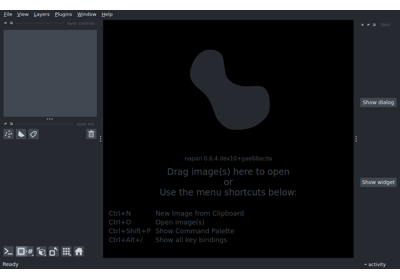 File View Layers Plugins Window Help
layer controls
layer list
Show dialog
Show widget
napari 0.6.4.dev10+gae68acda
Drag image(s) here to open
or
Use the menu shortcuts below:
Ctrl+N New Image from Clipboard
Ctrl+O Open image(s)
Ctrl+Shift+P Show Command Palette
Ctrl+Alt+/ Show all key bindings
Ready
activity